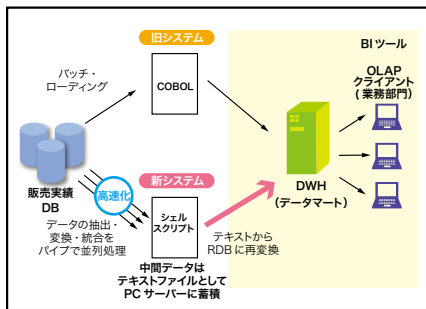 旧システム
BIツール
バッチ・
ローディング
COBOL
OLAP
クライアント
(業務部門)
販売実績
DB
高速化
新システム
シェル
スクリプト
DWH
(データマート)
データの抽出・
変換・統合を
パイプで並列処理
テキストから
RDBに再変換
中間データは
テキストファイルとして
PCサーバーに蓄積